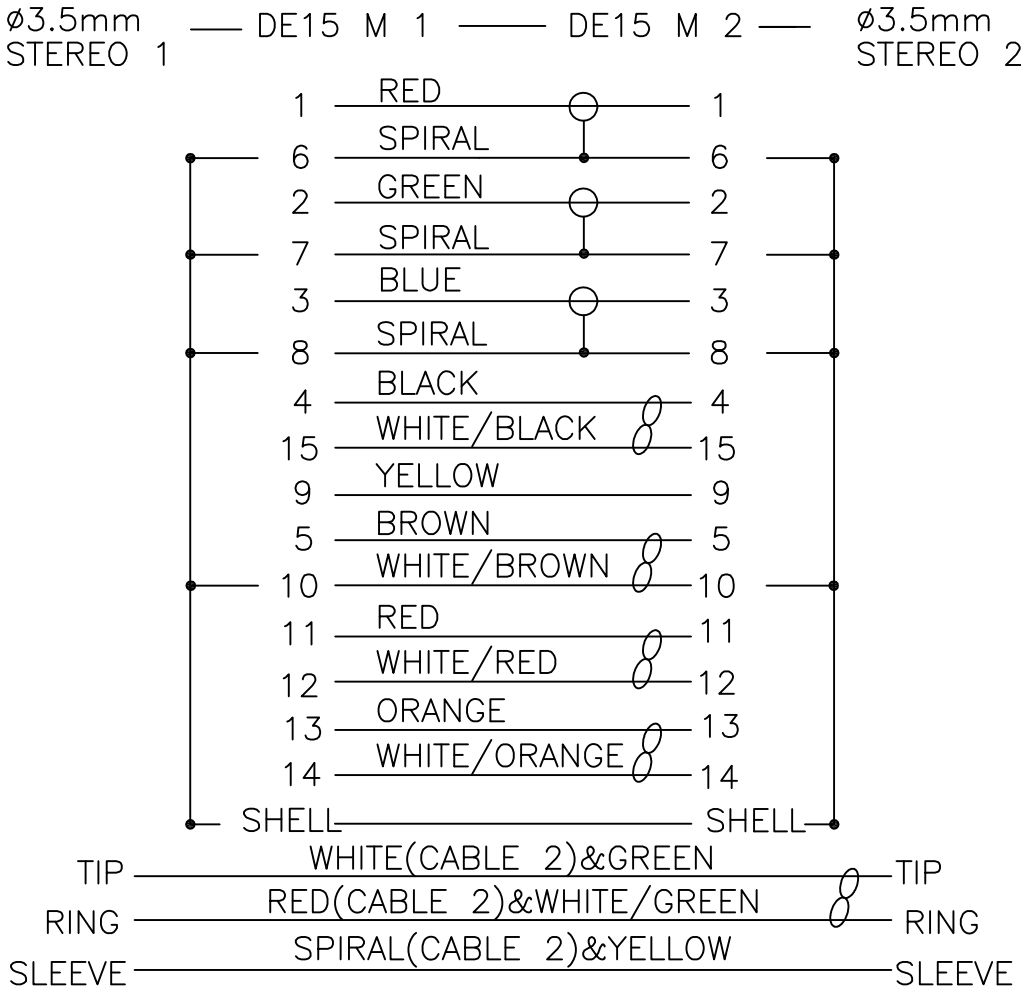 ø3.5mm STEREO 1 DE15 M 1 DE15 M 2 ø3.5mm STEREO 2
1 RED 1
6 SPIRAL 6
2 GREEN 2
7 SPIRAL 7
3 BLUE 3
8 SPIRAL 8
4 BLACK 4
15 WHITE/BLACK 15
9 YELLOW 9
5 BROWN 5
10 WHITE/BROWN 10
11 RED 11
12 WHITE/RED 12
13 ORANGE 13
14 WHITE/ORANGE 14
SHELL SHELL
TIP WHITE(CABLE 2)&GREEN TIP
RING RED(CABLE 2)&WHITE/GREEN RING
SLEEVE SPIRAL(CABLE 2)&YELLOW SLEEVE